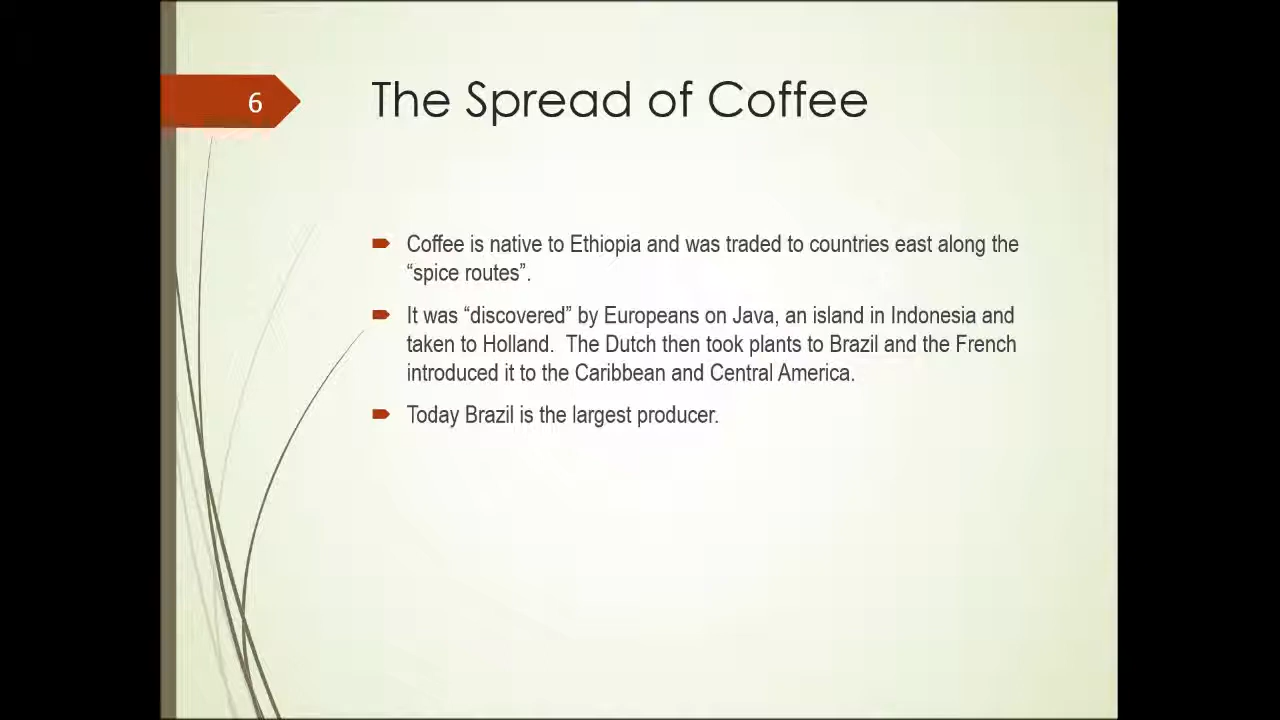 6
The Spread of Coffee
Coffee is native to Ethiopia and was traded to countries east along the
“spice routes”.
It was “discovered” by Europeans on Java, an island in Indonesia and
taken to Holland.  The Dutch then took plants to Brazil and the French
introduced it to the Caribbean and Central America.
Today Brazil is the largest producer.